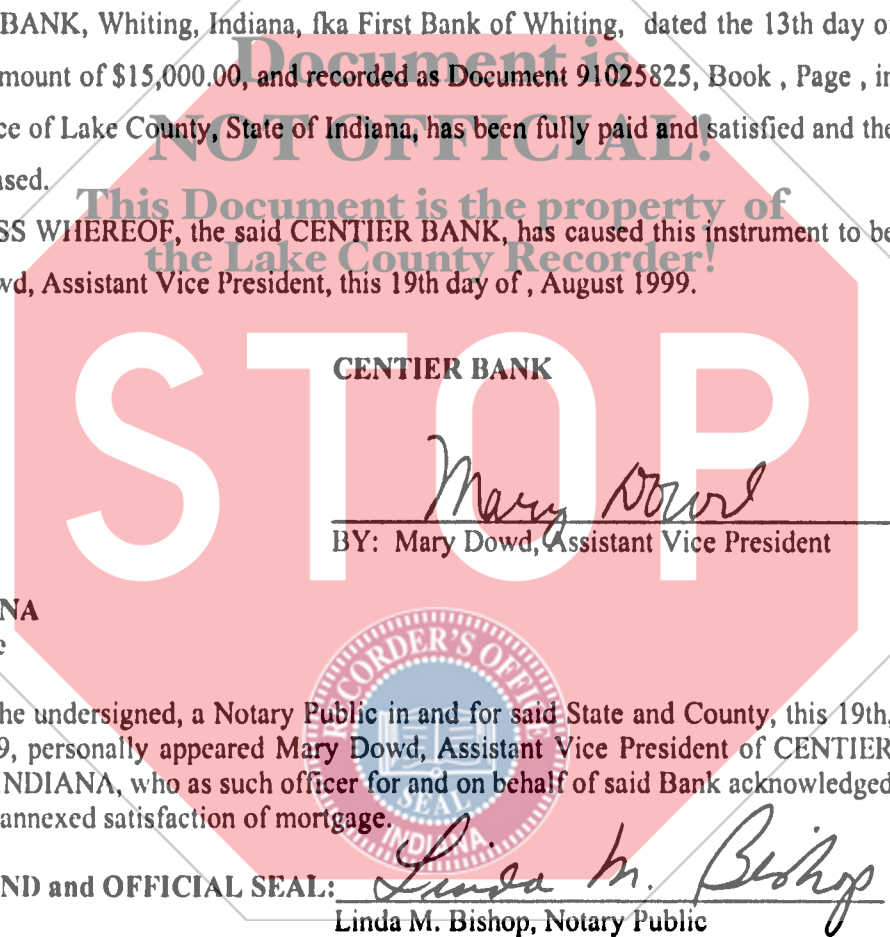 BANK, Whiting, Indiana, fka First Bank of Whiting, dated the 13th day o
Document is
mount of $15,000.00, and recorded as Document 91025825, Book , Page , in
NOT OFFICIAL!
ce of Lake County, State of Indiana, has been fully paid and satisfied and the
ased.
This Document is the property of
SS WHEREOF, the said CENTIER BANK, has caused this instrument to be
the Lake County Recorder!
wd, Assistant Vice President, this 19th day of , August 1999.
STOP
CENTIER BANK
Mary Dowd
BY: Mary Dowd, Assistant Vice President
NA
e
RECORDER'S OFFICE
he undersigned, a Notary Public in and for said State and County, this 19th,
9, personally appeared Mary Dowd, Assistant Vice President of CENTIER
INDIANA, who as such officer for and on behalf of said Bank acknowledged
SEAL
annexed satisfaction of mortgage.
INDIANA
ND and OFFICIAL SEAL: Linda M. Bishop
Linda M. Bishop, Notary Public